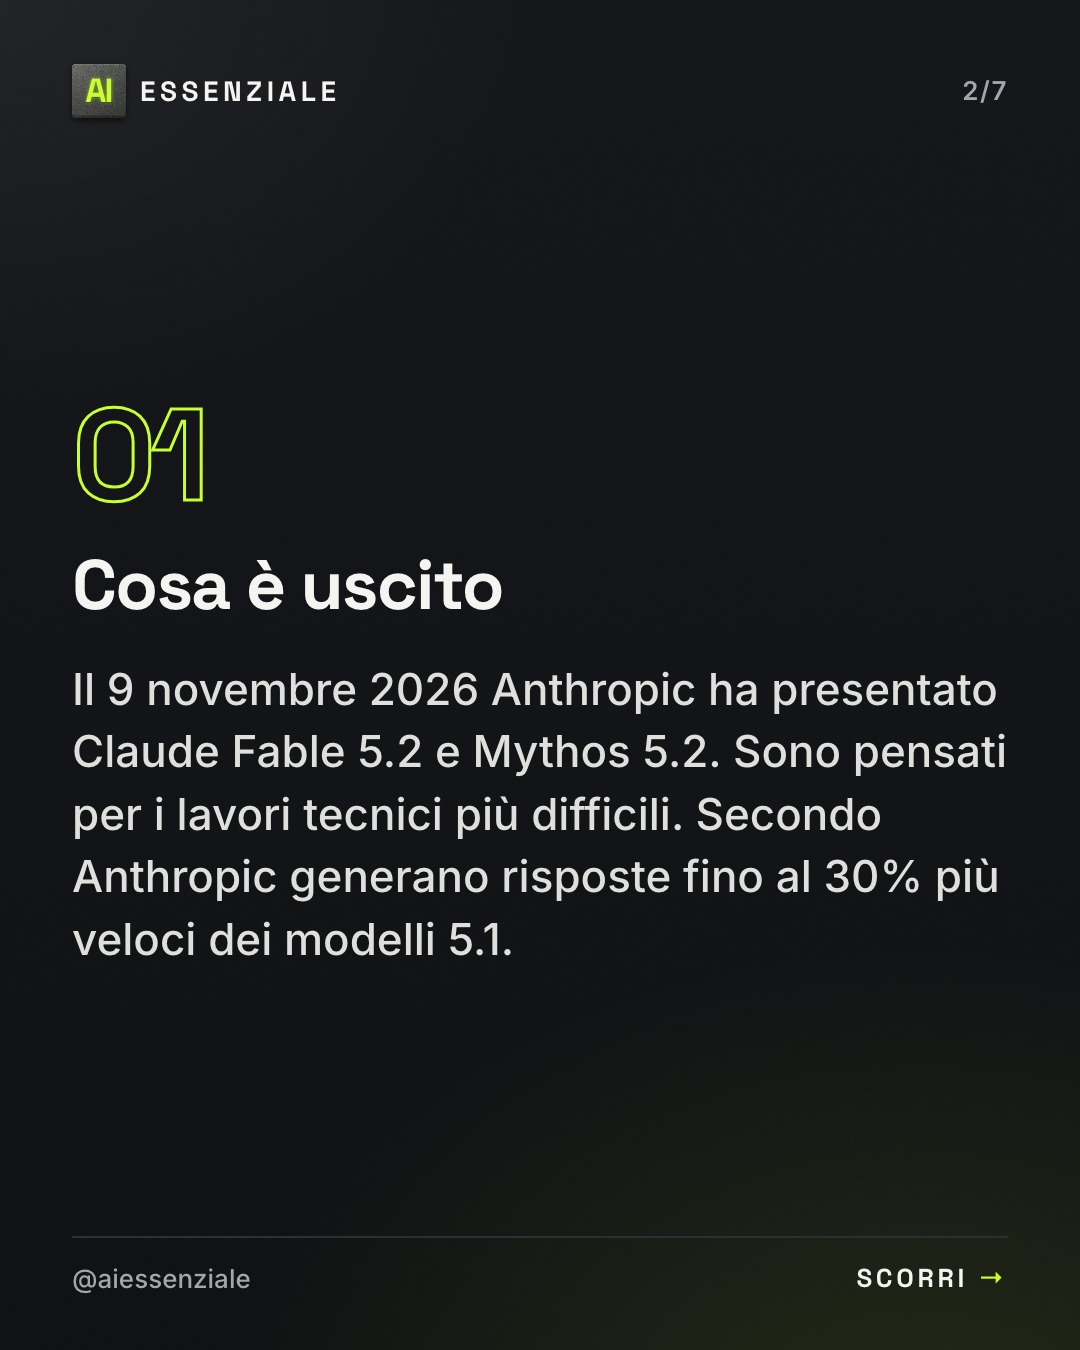 AI ESSENZIALE
2/7
01
Cosa è uscito
Il 9 novembre 2026 Anthropic ha presentato
Claude Fable 5.2 e Mythos 5.2. Sono pensati
per i lavori tecnici più difficili. Secondo
Anthropic generano risposte fino al 30% più
veloci dei modelli 5.1.
@aiessenziale
SCORRI →